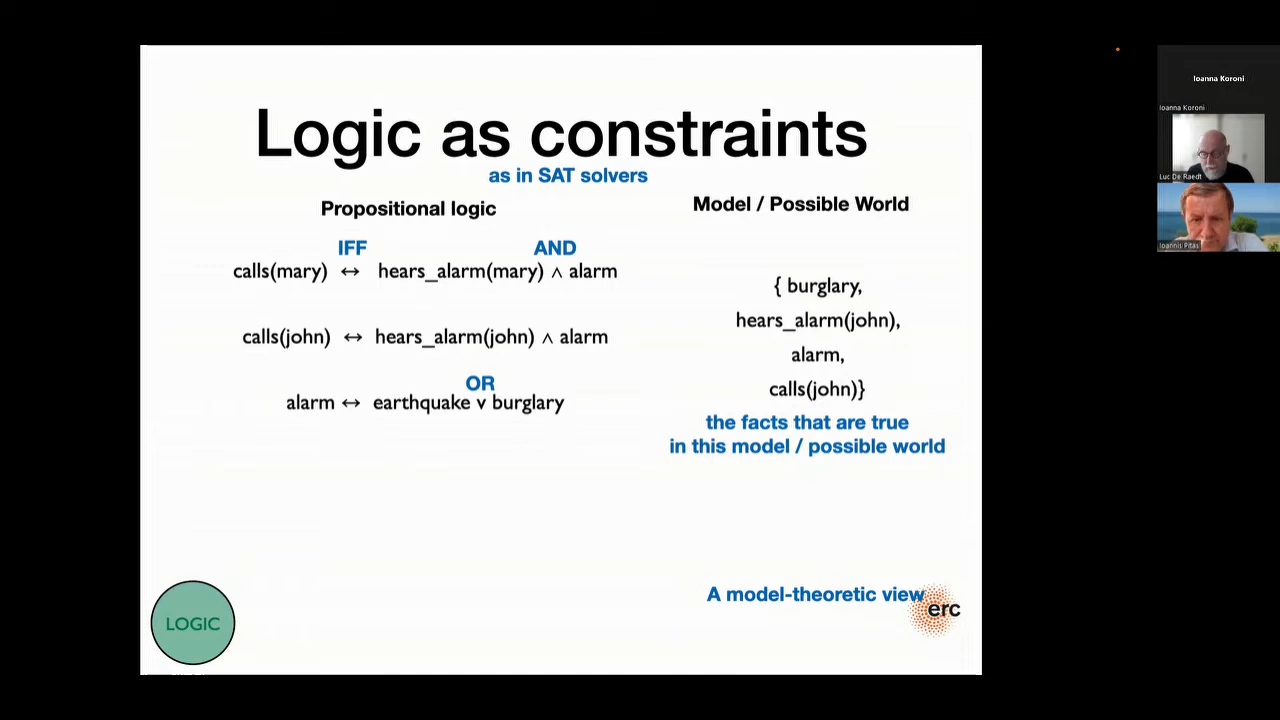 Logic as constraints
as in SAT solvers
Propositional logic
IFF AND
calls(mary) ↔ hears_alarm(mary) ∧ alarm
calls(john) ↔ hears_alarm(john) ∧ alarm
OR
alarm ↔ earthquake v burglary
Model / Possible World
{ burglary,
hears_alarm(john),
alarm,
calls(john)}
the facts that are true
in this model / possible world
A model-theoretic view
LOGIC
erc
Ioanna Koroni
Ioanna Koroni
Luc De Raedt
Ioannis Pitas